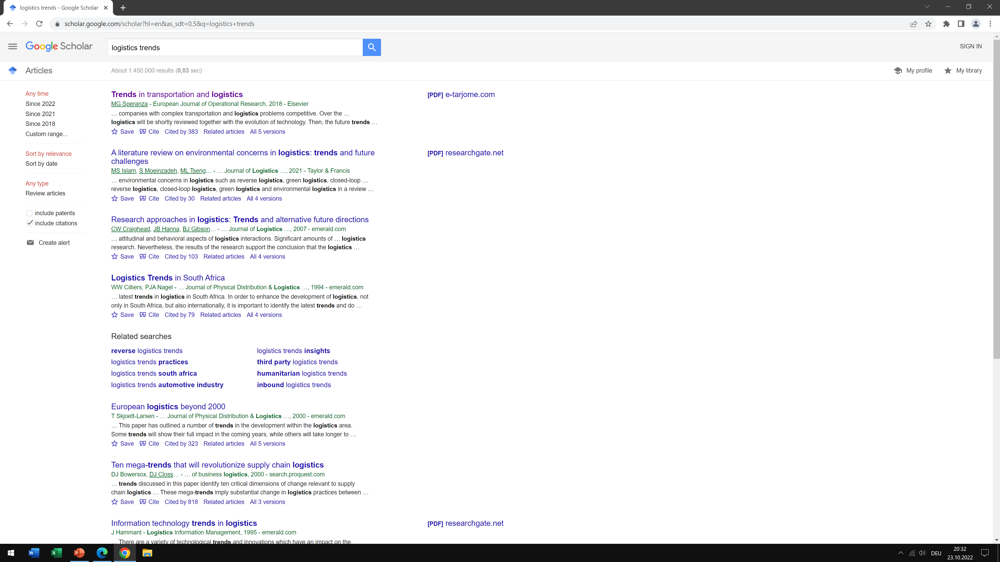 logistics trends - Google Scholar
scholar.google.com/scholar?hl=en&as_sdt=0,5&q=logistics+trends
Google Scholar
logistics trends
SIGN IN
Articles
About 1.450.000 results (0,03 sec)
My profile
My library
Any time
Since 2022
Since 2021
Since 2018
Custom range...
Sort by relevance
Sort by date
Any type
Review articles
include patents
include citations
Create alert
Trends in transportation and logistics
[PDF] e-tarjome.com
MG Speranza - European Journal of Operational Research, 2018 - Elsevier
… companies with complex transportation and logistics problems competitive. Over the …
logistics will be shortly reviewed together with the evolution of technology. Then, the future trends …
Save Cite Cited by 383 Related articles All 5 versions
A literature review on environmental concerns in logistics: trends and future
challenges
[PDF] researchgate.net
MS Islam, S Moeinzadeh, ML Tseng… - … Journal of Logistics …, 2021 - Taylor & Francis
… environmental concerns in logistics such as reverse logistics, green logistics, closed-loop …
reverse logistics, closed-loop logistics, green logistics and environmental logistics in a review …
Save Cite Cited by 30 Related articles All 4 versions
Research approaches in logistics: Trends and alternative future directions
CW Craighead, JB Hanna, BJ Gibson… - … Journal of Logistics …, 2007 - emerald.com
… attitudinal and behavioral aspects of logistics interactions. Significant amounts of … logistics
research. Nevertheless, the results of the research support the conclusion that the logistics …
Save Cite Cited by 103 Related articles All 4 versions
Logistics Trends in South Africa
WW Cilliers, PJA Nagel - … Journal of Physical Distribution & Logistics …, 1994 - emerald.com
… latest trends in logistics in South Africa. In order to enhance the development of logistics, not
only in South Africa, but also internationally, it is important to identify the latest trends and do …
Save Cite Cited by 79 Related articles All 4 versions
Related searches
reverse logistics trends
logistics trends insights
logistics trends practices
third party logistics trends
logistics trends south africa
humanitarian logistics trends
logistics trends automotive industry
inbound logistics trends
European logistics beyond 2000
T Skjoett-Larsen - … Journal of Physical Distribution & Logistics …, 2000 - emerald.com
… This paper has outlined a number of trends in the development within the logistics area.
Some trends will show their full impact in the coming years, while others will take longer to …
Save Cite Cited by 323 Related articles All 5 versions
Ten mega-trends that will revolutionize supply chain logistics
DJ Bowersox, DJ Closs… - … of business logistics, 2000 - search.proquest.com
… trends discussed in this paper identify ten critical dimensions of change relevant to supply
chain logistics … These mega-trends imply substantial change in logistics practices between …
Save Cite Cited by 818 Related articles All 3 versions
Information technology trends in logistics
[PDF] researchgate.net
J Hammant - Logistics Information Management, 1995 - emerald.com
… There are a variety of technological trends and innovations which have an impact on the
DEU
20:32
23.10.2022